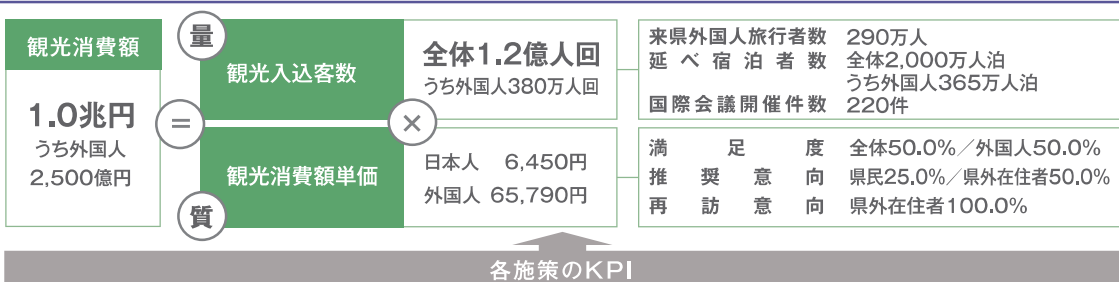 観光消費額
1.0兆円
うち外国人
2,500億円
=
量
観光入込客数
全体1.2億人回
うち外国人380万人回
×
質
観光消費額単価
日本人 6,450円
外国人 65,790円
来県外国人旅行者数 290万人
延べ宿泊者数 全体2,000万人泊
うち外国人365万人泊
国際会議開催件数 220件
満足度 全体50.0%/外国人50.0%
推奨意向 県民25.0%/県外在住者50.0%
再訪意向 県外在住者100.0%
各施策のKPI